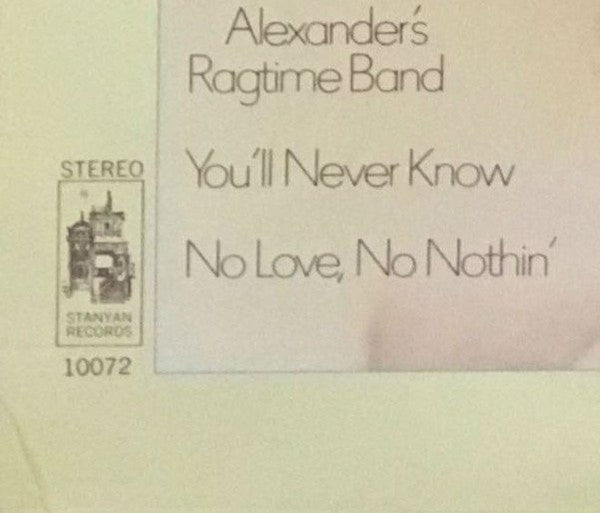 Alexander's
Ragtime Band
You'll Never Know
No Love, No Nothin'
STEREO
STANYAN
RECORDS
10072